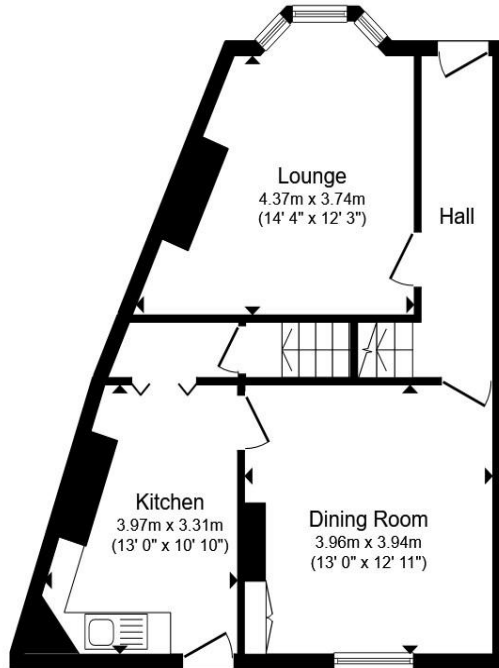 Lounge
4.37m x 3.74m
(14' 4" x 12' 3")
Hall
Kitchen
3.97m x 3.31m
(13' 0" x 10' 10")
Dining Room
3.96m x 3.94m
(13' 0" x 12' 11")